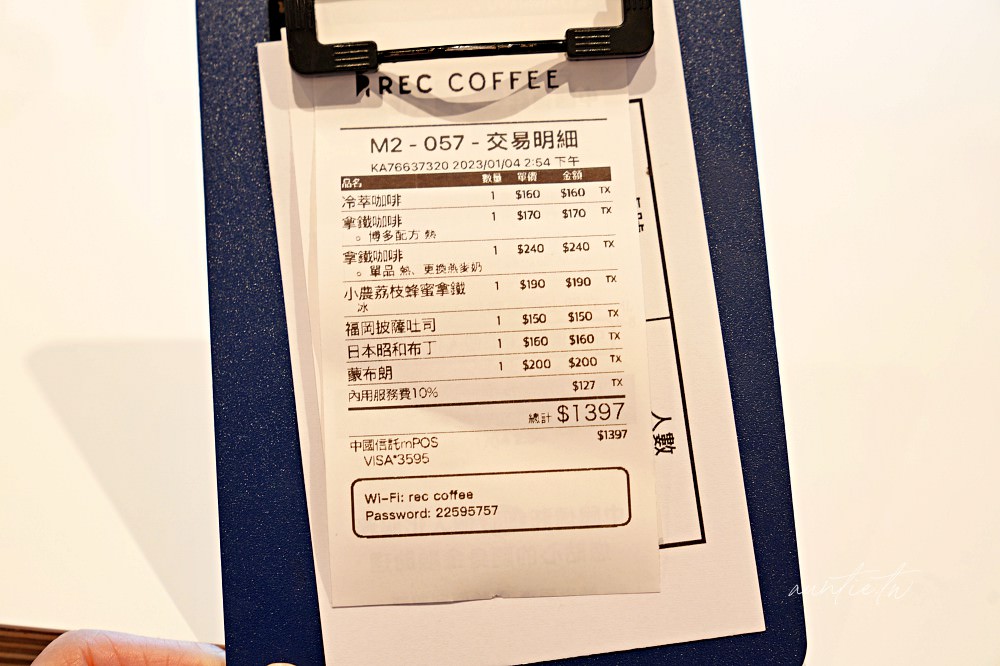 REC COFFEE
M2 - 057 - 交易明細
KA76637320 2023/01/04 2:54 下午
品名 數量 單價 金額
冷萃咖啡 1 $160 $160 TX
拿鐵咖啡 1 $170 $170 TX
。博多配方 熱
拿鐵咖啡 1 $240 $240 TX
。單品 熱、更換燕麥奶
小農荔枝蜂蜜拿鐵 1 $190 $190 TX
冰
福岡披薩吐司 1 $150 $150 TX
日本昭和布丁 1 $160 $160 TX
蒙布朗 1 $200 $200 TX
內用服務費10% $127 TX
總計 $1397
中國信託mPOS $1397
VISA*3595
Wi-Fi: rec coffee
Password: 22595757
人數
auntie.tw